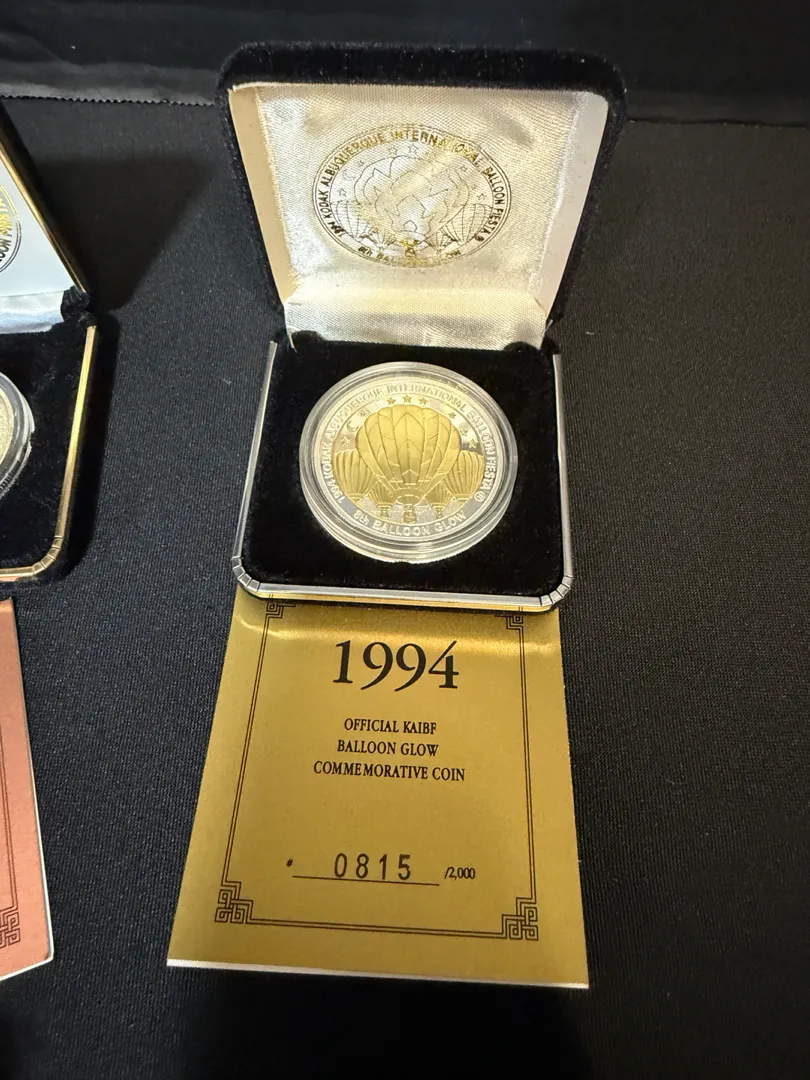 1994 KODAK ALBUQUERQUE INTERNATIONAL BALLOON FIESTA ®
8th BALLOON GLOW
1994 KODAK ALBUQUERQUE INTERNATIONAL BALLOON FIESTA ®
8th BALLOON GLOW
1994
OFFICIAL KAIBF
BALLOON GLOW
COMMEMORATIVE COIN
# 0815 /2,000